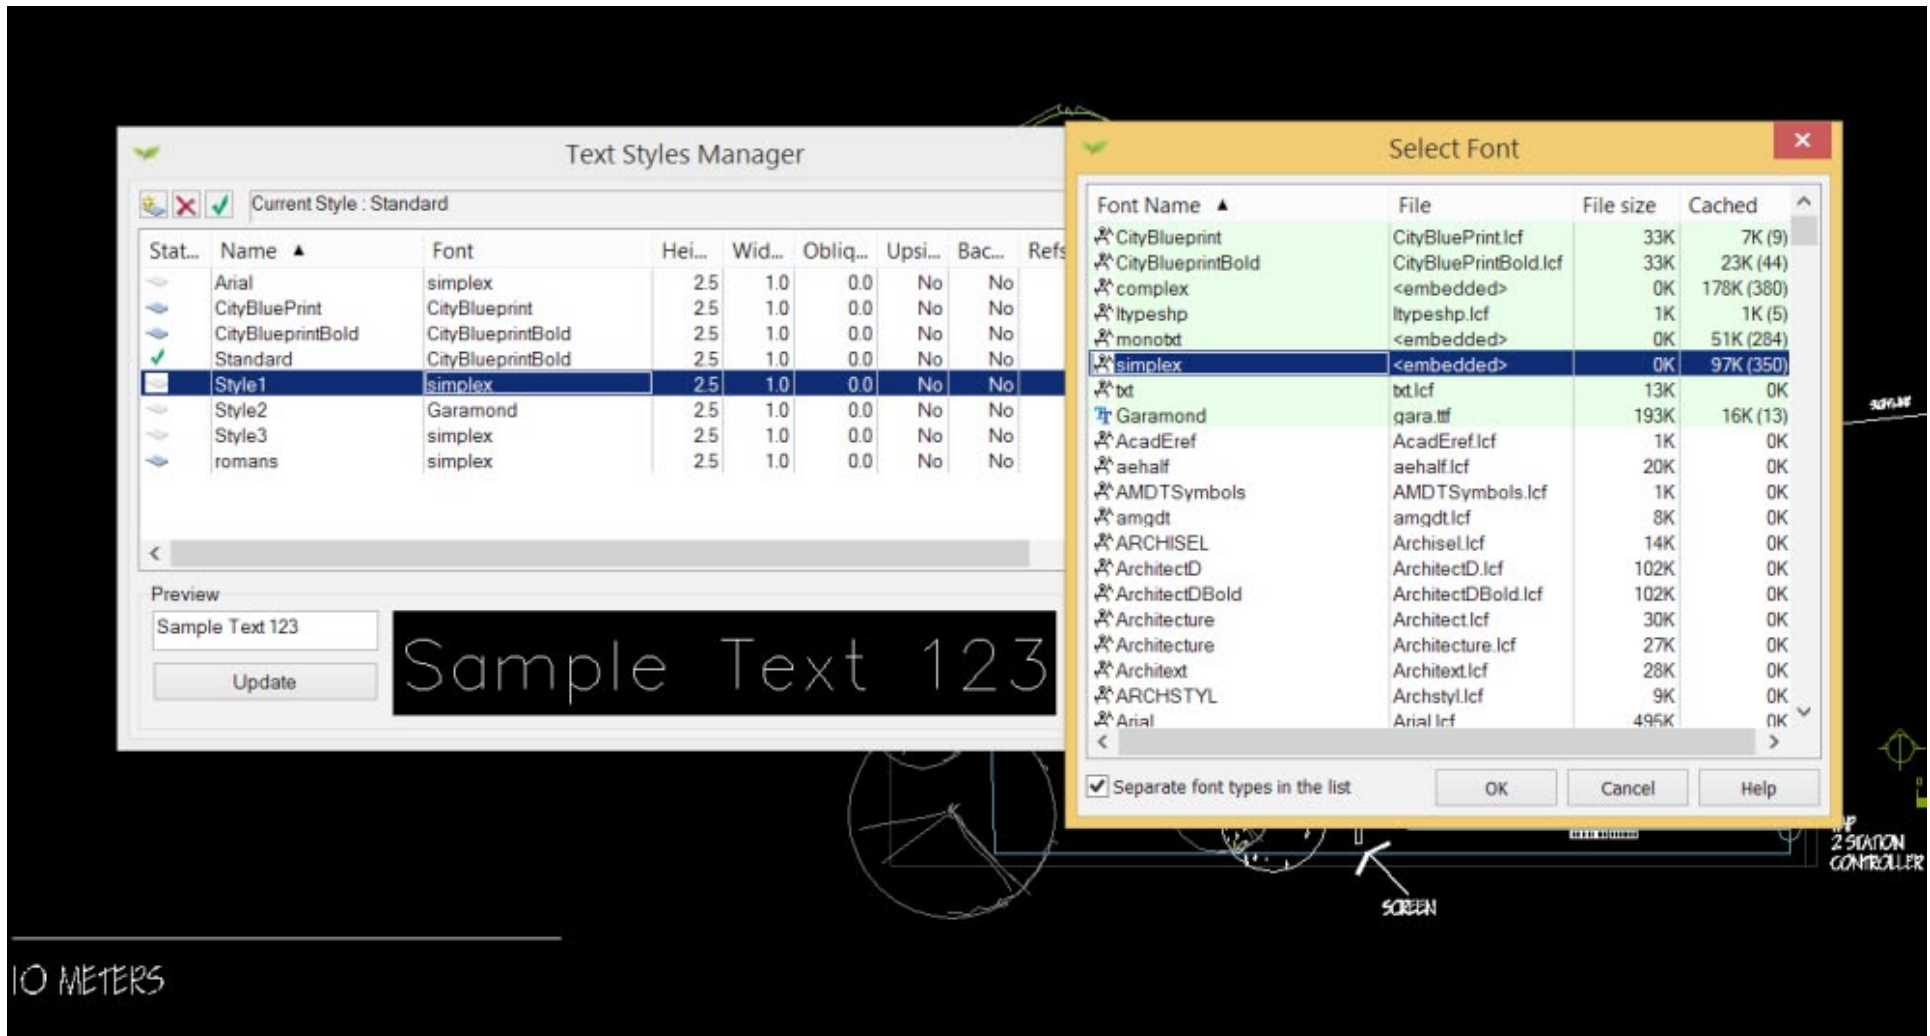 Text Styles Manager
Current Style : Standard
Stat... Name ▲ Font Hei... Wid... Obliq... Upsi... Bac... Refs
Arial simplex 2.5 1.0 0.0 No No
CityBluePrint CityBlueprint 2.5 1.0 0.0 No No
CityBlueprintBold CityBlueprintBold 2.5 1.0 0.0 No No
Standard CityBlueprintBold 2.5 1.0 0.0 No No
Style1 simplex 2.5 1.0 0.0 No No
Style2 Garamond 2.5 1.0 0.0 No No
Style3 simplex 2.5 1.0 0.0 No No
romans simplex 2.5 1.0 0.0 No No
Preview
Sample Text 123
Update
Sample Text 123
Select Font
Font Name ▲ File File size Cached
CityBlueprint CityBluePrint.lcf 33K 7K (9)
CityBlueprintBold CityBluePrintBold.lcf 33K 23K (44)
complex <embedded> 0K 178K (380)
ltypeshp ltypeshp.lcf 1K 1K (5)
monotxt <embedded> 0K 51K (284)
simplex <embedded> 0K 97K (350)
txt txt.lcf 13K 0K
Garamond gara.ttf 193K 16K (13)
AcadEref AcadEref.lcf 1K 0K
aehalf aehalf.lcf 20K 0K
AMDTSymbols AMDTSymbols.lcf 1K 0K
amgdt amgdt.lcf 8K 0K
ARCHISEL Archisel.lcf 14K 0K
ArchitectD ArchitectD.lcf 102K 0K
ArchitectDBold ArchitectDBold.lcf 102K 0K
Architecture Architect.lcf 30K 0K
Architecture Architecture.lcf 27K 0K
Architext Architext.lcf 28K 0K
ARCHSTYL Archstyl.lcf 9K 0K
Arial Arial.lcf 495K 0K
Separate font types in the list
OK Cancel Help
2 STATION
CONTROLLER
SCREEN
10 METERS